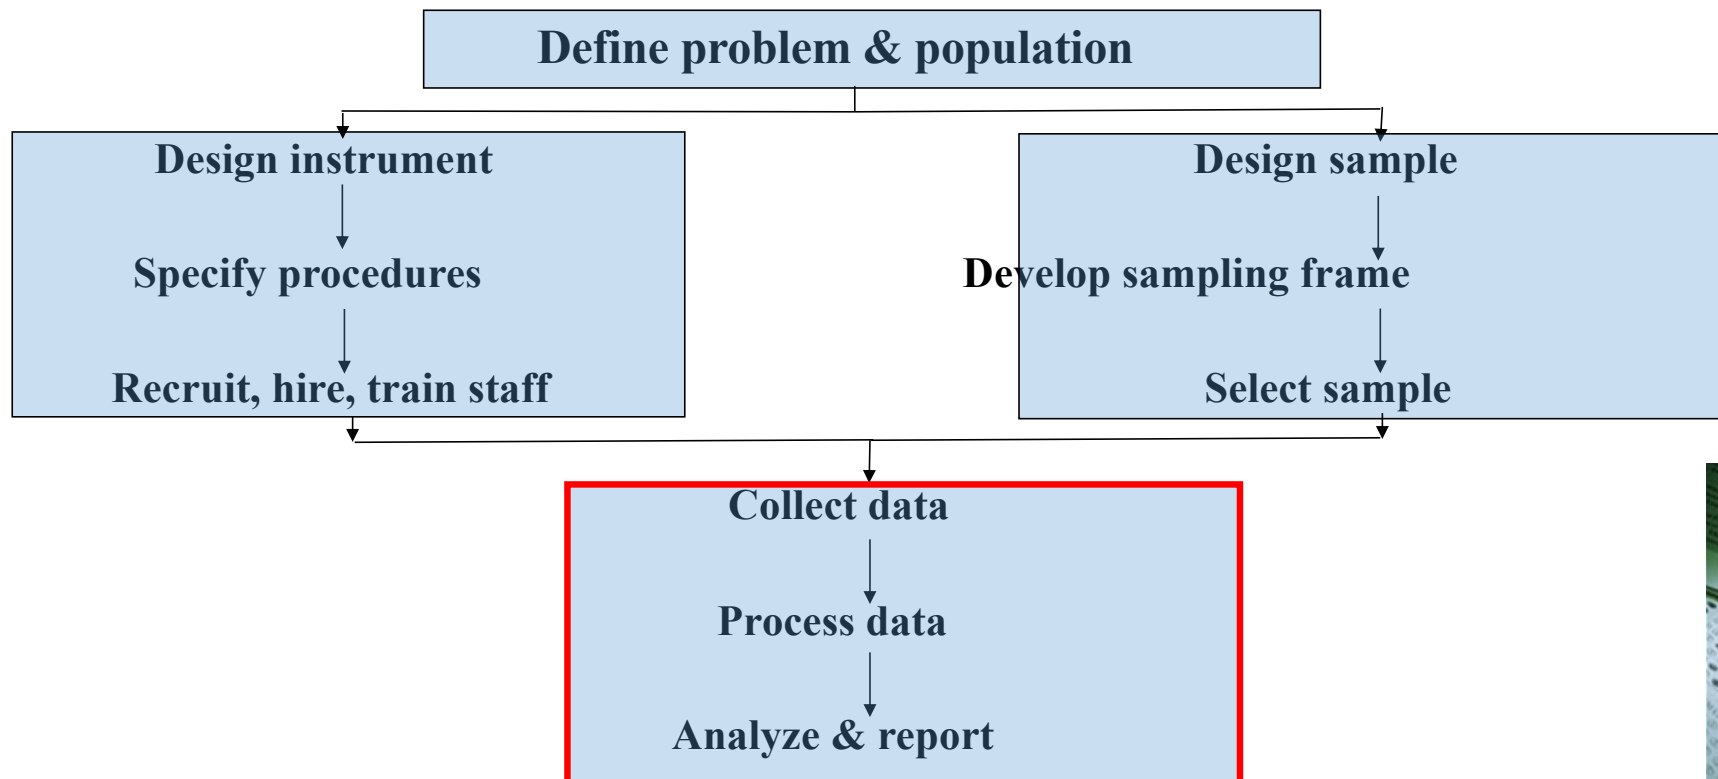 Define problem & population
Design instrument
Specify procedures
Recruit, hire, train staff
Design sample
Develop sampling frame
Select sample
Collect data
Process data
Analyze & report